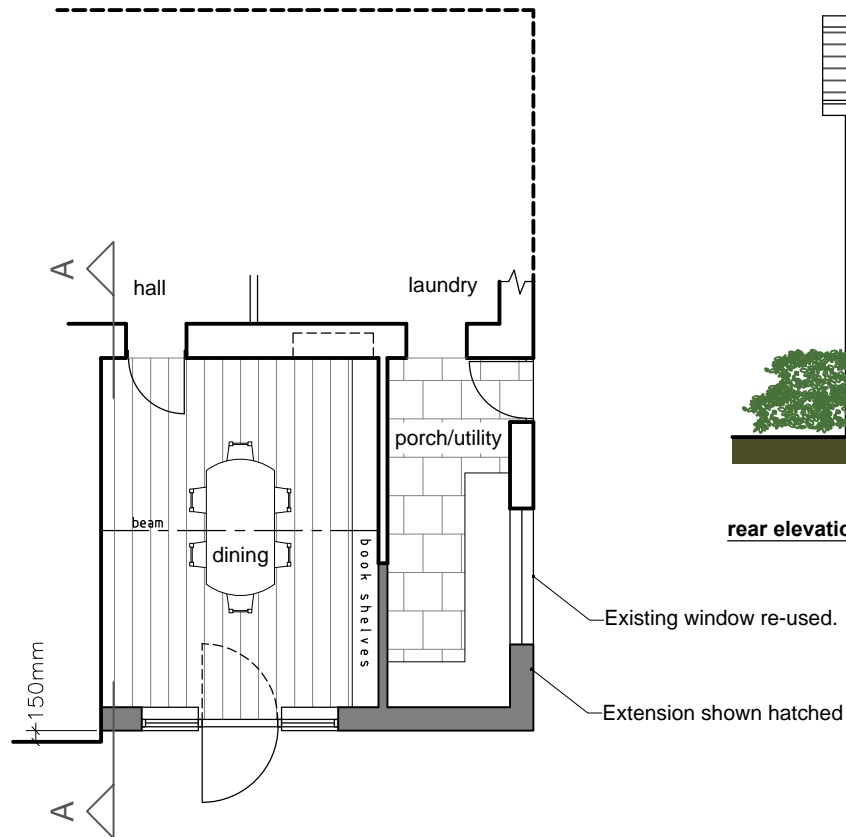 A
hall
laundry
porch/utility
beam
dining
book shelves
150mm
A
rear elevatio
Existing window re-used.
Extension shown hatched